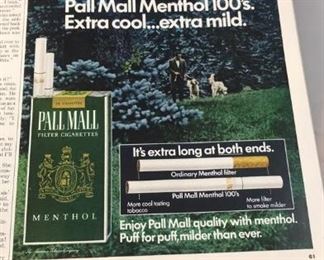 Pall Mall Menthol 100's.
Extra cool...extra mild.
20 CIGARETTES
PALL MALL
FILTER CIGARETTES
MENTHOL
It's extra long at both ends.
Ordinary Menthol filter
Pall Mall Menthol 100's
More cool tasting
tobacco
More filter
to smoke milder
Enjoy Pall Mall quality with menthol.
Puff for puff, milder than ever.
61